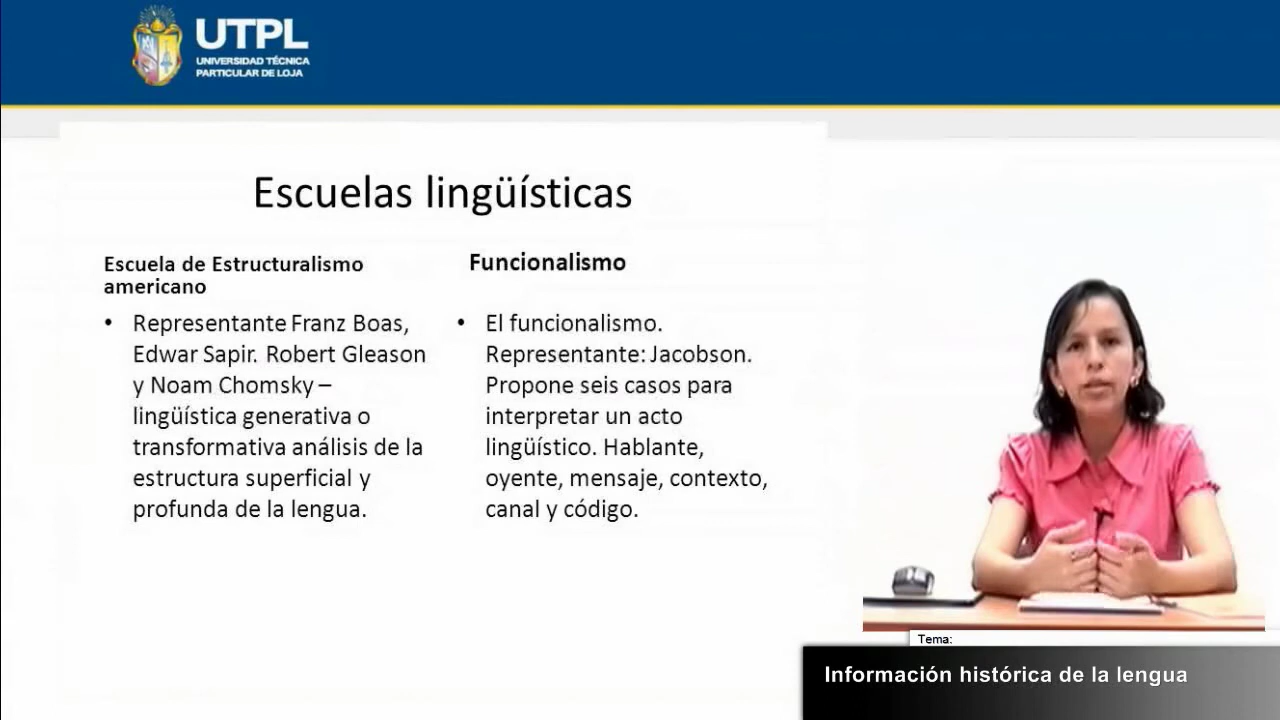 UTPL
UNIVERSIDAD TÉCNICA
PARTICULAR DE LOJA
Escuelas lingüísticas
Escuela de Estructuralismo
americano
• Representante Franz Boas,
Edwar Sapir. Robert Gleason
y Noam Chomsky –
lingüística generativa o
transformativa análisis de la
estructura superficial y
profunda de la lengua.
Funcionalismo
• El funcionalismo.
Representante: Jacobson.
Propone seis casos para
interpretar un acto
lingüístico. Hablante,
oyente, mensaje, contexto,
canal y código.
Tema:
Información histórica de la lengua